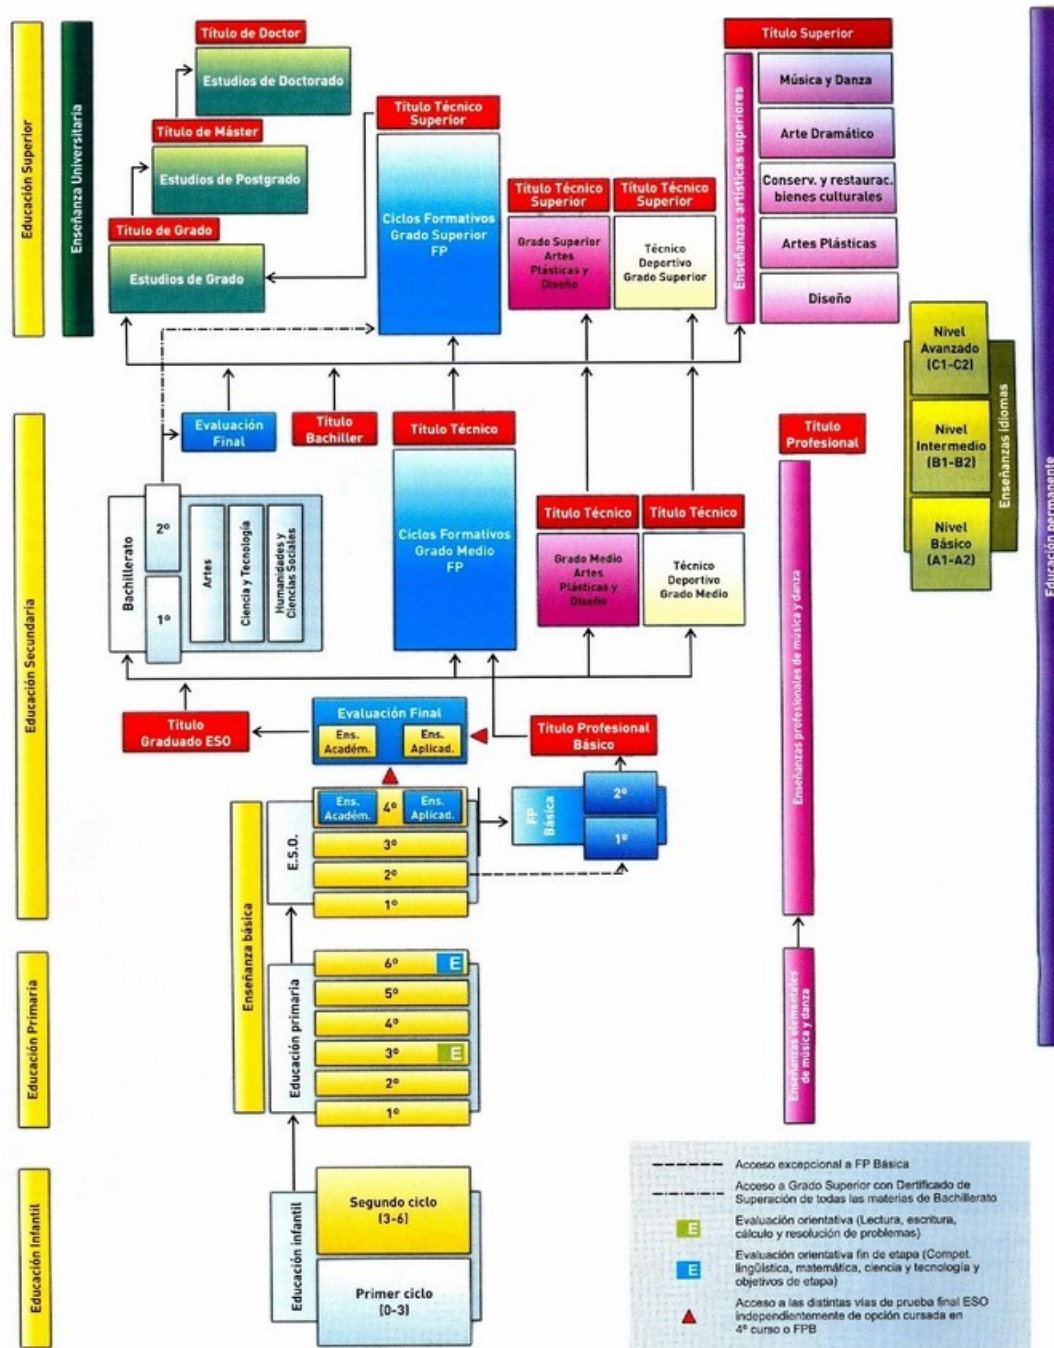 Título de Doctor
Estudios de Doctorado
Título de Máster
Estudios de Postgrado
Título de Grado
Estudios de Grado
Educación Superior
Enseñanza Universitaria
Título Técnico
Superior
Ciclos Formativos
Grado Superior
FP
Título Técnico
Superior
Grado Superior
Artes
Plásticas y
Diseño
Título Técnico
Superior
Técnico
Deportivo
Grado Superior
Título Superior
Enseñanzas artísticas superiores
Música y Danza
Arte Dramático
Conserv. y restaurac.
bienes culturales
Artes Plásticas
Diseño
Nivel
Avanzado
(C1-C2)
Nivel
Intermedio
(B1-B2)
Nivel
Básico
(A1-A2)
Enseñanzas idiomas
Educación permanente
Educación Secundaria
Evaluación
Final
Título
Bachiller
Título Técnico
Ciclos Formativos
Grado Medio
FP
Bachillerato
2º
1º
Artes
Ciencia y Tecnología
Humanidades y
Ciencias Sociales
Título Técnico
Grado Medio
Artes
Plásticas y
Diseño
Título Técnico
Técnico
Deportivo
Grado Medio
Título
Profesional
Enseñanzas profesionales de música y danza
Título
Graduado ESO
Evaluación Final
Ens.
Académ.
Ens.
Aplicad.
Título Profesional
Básico
FP
Básica
2º
1º
Enseñanza básica
E.S.O.
Ens.
Académ.
4º
Ens.
Aplicad.
3º
2º
1º
Educación Primaria
Educación primaria
6º
E
5º
4º
3º
E
2º
1º
Enseñanzas elementales
de música y danza
Educación Infantil
Educación infantil
Segundo ciclo
(3-6)
Primer ciclo
(0-3)
Acceso excepcional a FP Básica
Acceso a Grado Superior con Dertificado de
Superación de todas las materias de Bachillerato
E
Evaluación orientativa (Lectura, escritura,
cálculo y resolución de problemas)
E
Evaluación orientativa fin de etapa (Compet.
lingüística, matemática, ciencia y tecnología y
objetivos de etapa)
Acceso a las distintas vías de prueba final ESO
independientemente de opción cursada en
4º curso o FPB